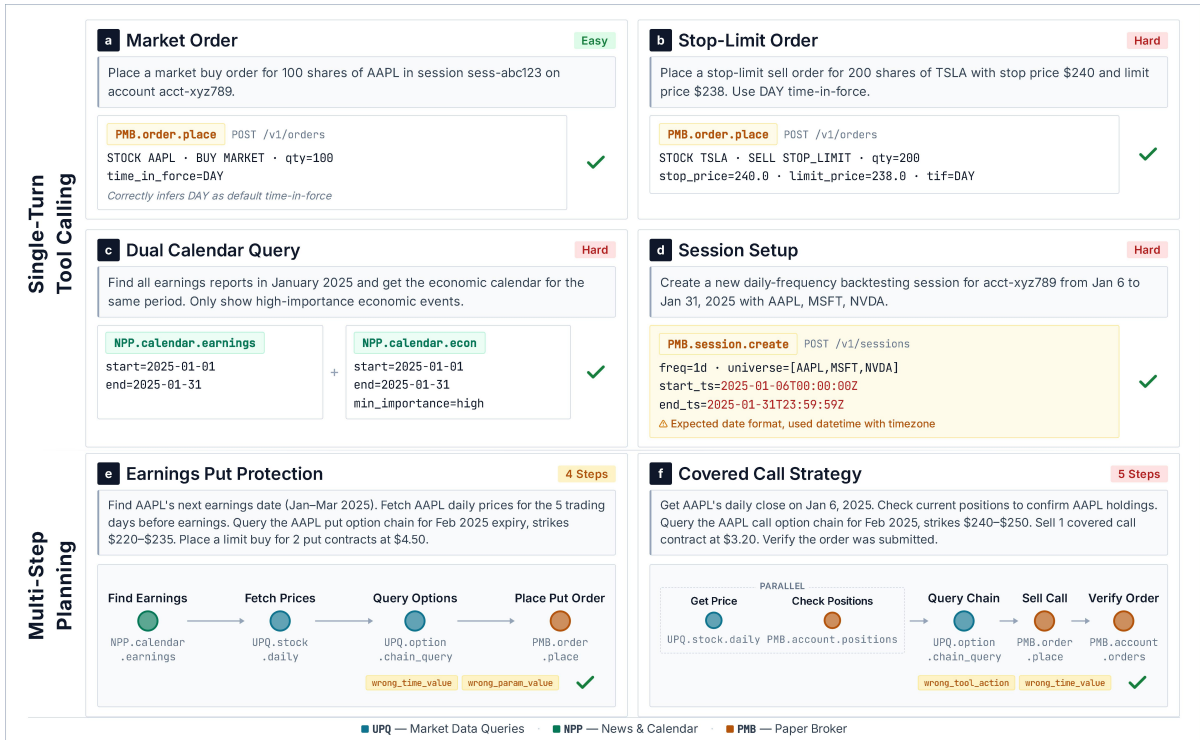 Single-Turn
Tool Calling
a Market Order Easy
Place a market buy order for 100 shares of AAPL in session sess-abc123 on
account acct-xyz789.
PMB.order.place POST /v1/orders
STOCK AAPL · BUY MARKET · qty=100
time_in_force=DAY
Correctly infers DAY as default time-in-force
b Stop-Limit Order Hard
Place a stop-limit sell order for 200 shares of TSLA with stop price $240 and limit
price $238. Use DAY time-in-force.
PMB.order.place POST /v1/orders
STOCK TSLA · SELL STOP_LIMIT · qty=200
stop_price=240.0 · limit_price=238.0 · tif=DAY
c Dual Calendar Query Hard
Find all earnings reports in January 2025 and get the economic calendar for the
same period. Only show high-importance economic events.
NPP.calendar.earnings
start=2025-01-01
end=2025-01-31
+
NPP.calendar.econ
start=2025-01-01
end=2025-01-31
min_importance=high
d Session Setup Hard
Create a new daily-frequency backtesting session for acct-xyz789 from Jan 6 to
Jan 31, 2025 with AAPL, MSFT, NVDA.
PMB.session.create POST /v1/sessions
freq=1d · universe=[AAPL,MSFT,NVDA]
start_ts=2025-01-06T00:00:00Z
end_ts=2025-01-31T23:59:59Z
⚠ Expected date format, used datetime with timezone
Multi-Step
Planning
e Earnings Put Protection 4 Steps
Find AAPL's next earnings date (Jan–Mar 2025). Fetch AAPL daily prices for the 5 trading
days before earnings. Query the AAPL put option chain for Feb 2025 expiry, strikes
$220–$235. Place a limit buy for 2 put contracts at $4.50.
Find Earnings Fetch Prices Query Options Place Put Order
NPP.calendar UPQ.stock UPQ.option PMB.order
.earnings .daily .chain_query .place
wrong_time_value wrong_param_value
f Covered Call Strategy 5 Steps
Get AAPL's daily close on Jan 6, 2025. Check current positions to confirm AAPL holdings.
Query the AAPL call option chain for Feb 2025, strikes $240–$250. Sell 1 covered call
contract at $3.20. Verify the order was submitted.
PARALLEL
Get Price Check Positions Query Chain Sell Call Verify Order
UPQ.stock.daily PMB.account.positions UPQ.option PMB.order PMB.account
.chain_query .place .orders
wrong_tool_action wrong_time_value
UPQ — Market Data Queries · NPP — News & Calendar · PMB — Paper Broker